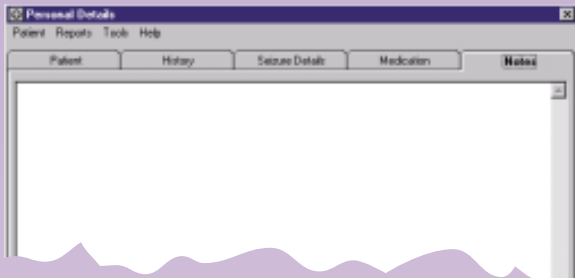 Personal Details
Patient Reports Tools Help
Patient History Seizure Details Medication Notes